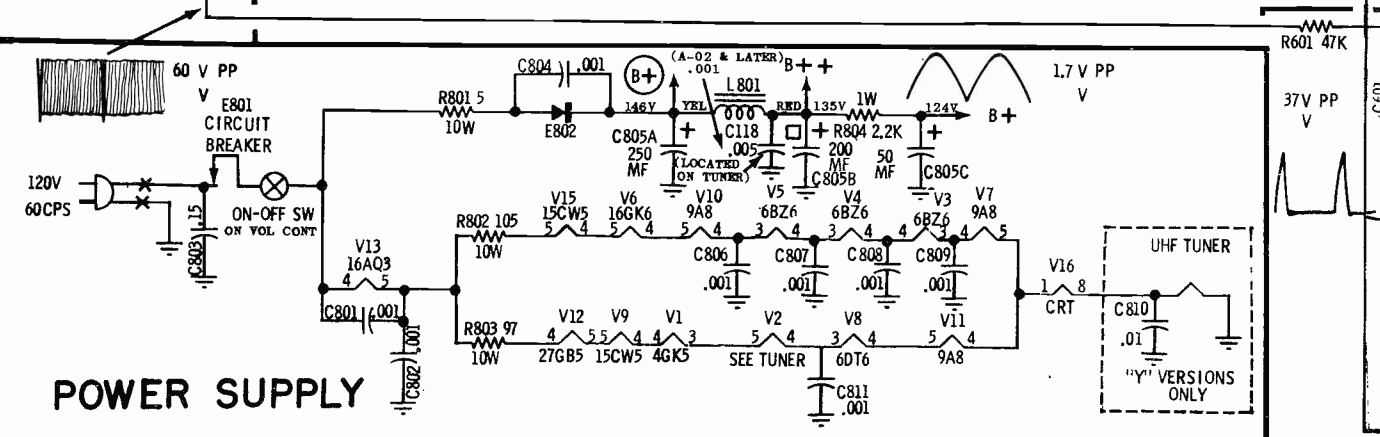 R601 47K
60 V PP
V
C804 .001
B+
(A-02 & LATER)
.001
B++
1.7 V PP
V
37V PP
V
E801
CIRCUIT
BREAKER
R801 5
10W
E802
146V
YEL
L801
RED
135V
1W
R804 2.2K
124V
B+
C805A
250
MF
+
C118
.005
(LOCATED
ON TUNER)
+
200
MF
C805B
50
MF
+
C805C
120V
60CPS
C803 .15
ON-OFF SW
ON VOL CONT
V13
16AQ3
4 5
C801 .001
C802 .001
R802 105
10W
V15
15CW5
5 4
V6
16GK6
5 4
V10
9A8
5 4
V5
6BZ6
3 4
V4
6BZ6
3 4
V3
6BZ6
4 3
V7
9A8
4 5
C806
.001
C807
.001
C808
.001
C809
.001
R803 97
10W
V12
4 5
27GB5
V9
5 4
15CW5
V1
4 3
4GK5
V2
5 4
SEE TUNER
V8
3 4
6DT6
V11
5 4
9A8
C811
.001
V16
1 8
CRT
UHF TUNER
C810
.01
"Y" VERSIONS
ONLY
POWER SUPPLY